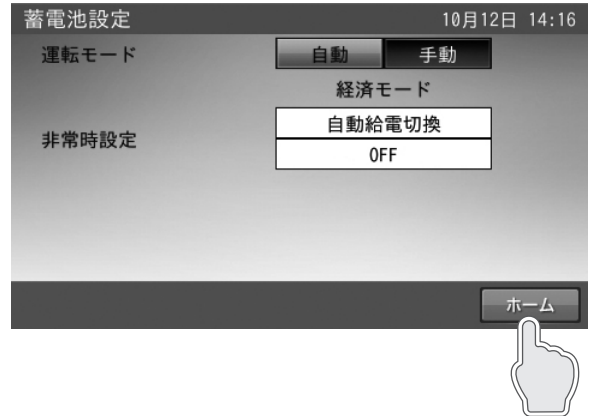 蓄電池設定 10月12日 14:16
運転モード 自動 手動
経済モード
非常時設定 自動給電切換
OFF
ホーム